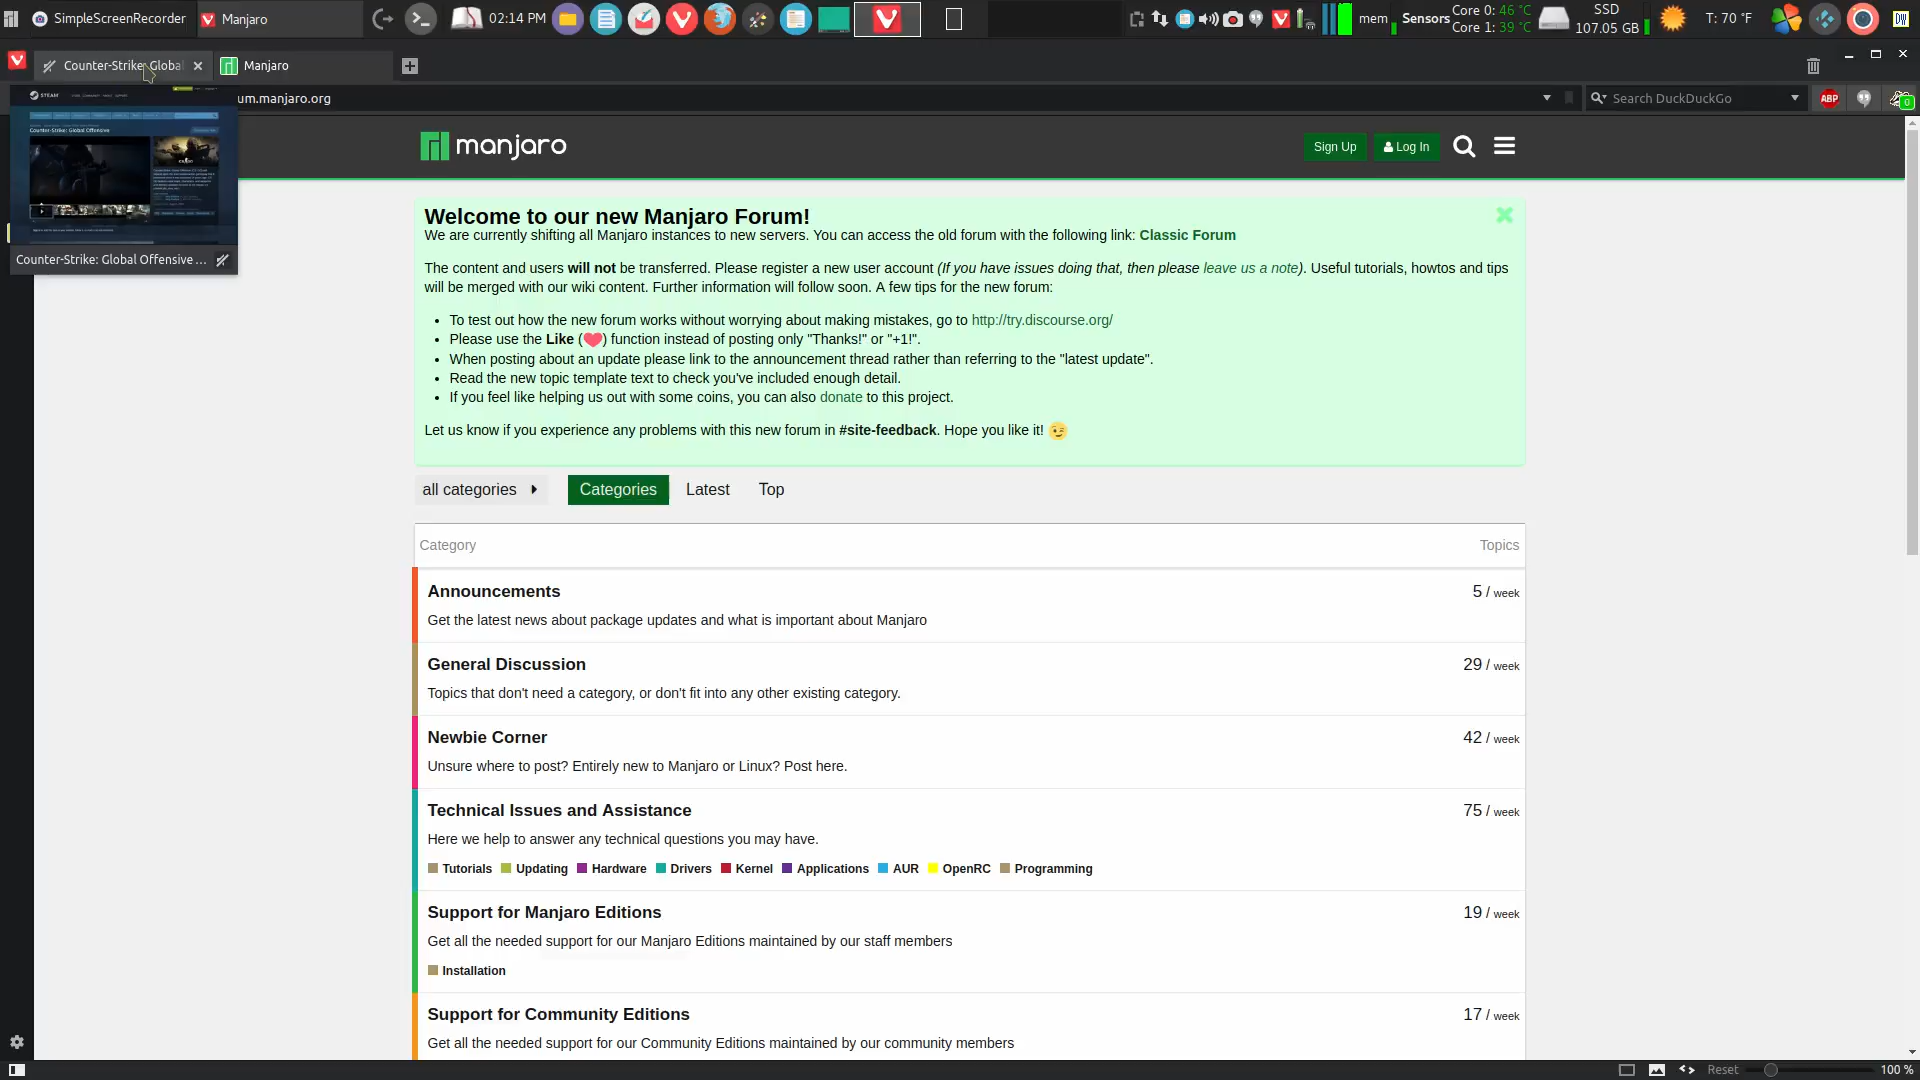 SimpleScreenRecorder
Manjaro
02:14 PM
mem
Sensors
Core 0: 46 °C
Core 1: 39 °C
SSD
107.05 GB
T: 70 °F
Counter-Strike: Global
Manjaro
um.manjaro.org
Search DuckDuckGo
ABP
0
STEAM
Counter-Strike: Global Offensive
Counter-Strike: Global Offensive ...
manjaro
Sign Up
Log In
Welcome to our new Manjaro Forum!
We are currently shifting all Manjaro instances to new servers. You can access the old forum with the following link: Classic Forum
The content and users will not be transferred. Please register a new user account (If you have issues doing that, then please leave us a note). Useful tutorials, howtos and tips
will be merged with our wiki content. Further information will follow soon. A few tips for the new forum:
• To test out how the new forum works without worrying about making mistakes, go to http://try.discourse.org/
• Please use the Like (❤) function instead of posting only "Thanks!" or "+1!".
• When posting about an update please link to the announcement thread rather than referring to the "latest update".
• Read the new topic template text to check you've included enough detail.
• If you feel like helping us out with some coins, you can also donate to this project.
Let us know if you experience any problems with this new forum in #site-feedback. Hope you like it! 😉
all categories
Categories
Latest
Top
Category
Topics
Announcements
5 / week
Get the latest news about package updates and what is important about Manjaro
General Discussion
29 / week
Topics that don't need a category, or don't fit into any other existing category.
Newbie Corner
42 / week
Unsure where to post? Entirely new to Manjaro or Linux? Post here.
Technical Issues and Assistance
75 / week
Here we help to answer any technical questions you may have.
Tutorials Updating Hardware Drivers Kernel Applications AUR OpenRC Programming
Support for Manjaro Editions
19 / week
Get all the needed support for our Manjaro Editions maintained by our staff members
Installation
Support for Community Editions
17 / week
Get all the needed support for our Community Editions maintained by our community members
Reset
100 %